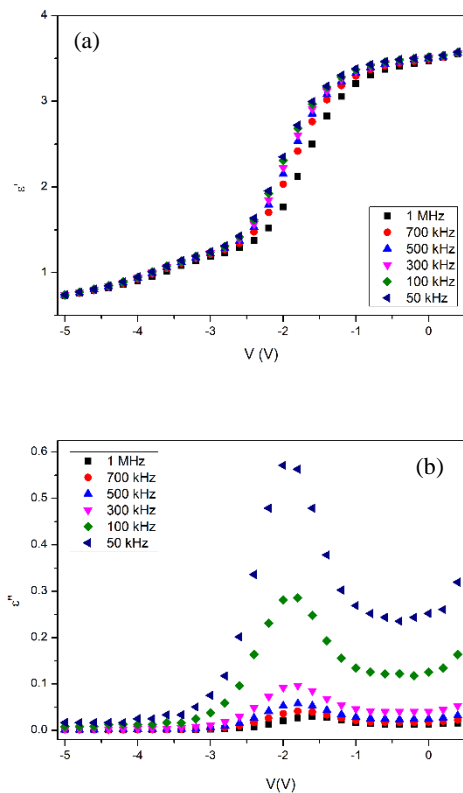 (a)
4
3
2
1
ε'
1 MHz
700 kHz
500 kHz
300 kHz
100 kHz
50 kHz
-5 -4 -3 -2 -1 0
V (V)
(b)
0.6
0.5
0.4
0.3
0.2
0.1
0.0
ε"
1 MHz
700 kHz
500 kHz
300 kHz
100 kHz
50 kHz
-5 -4 -3 -2 -1 0
V(V)